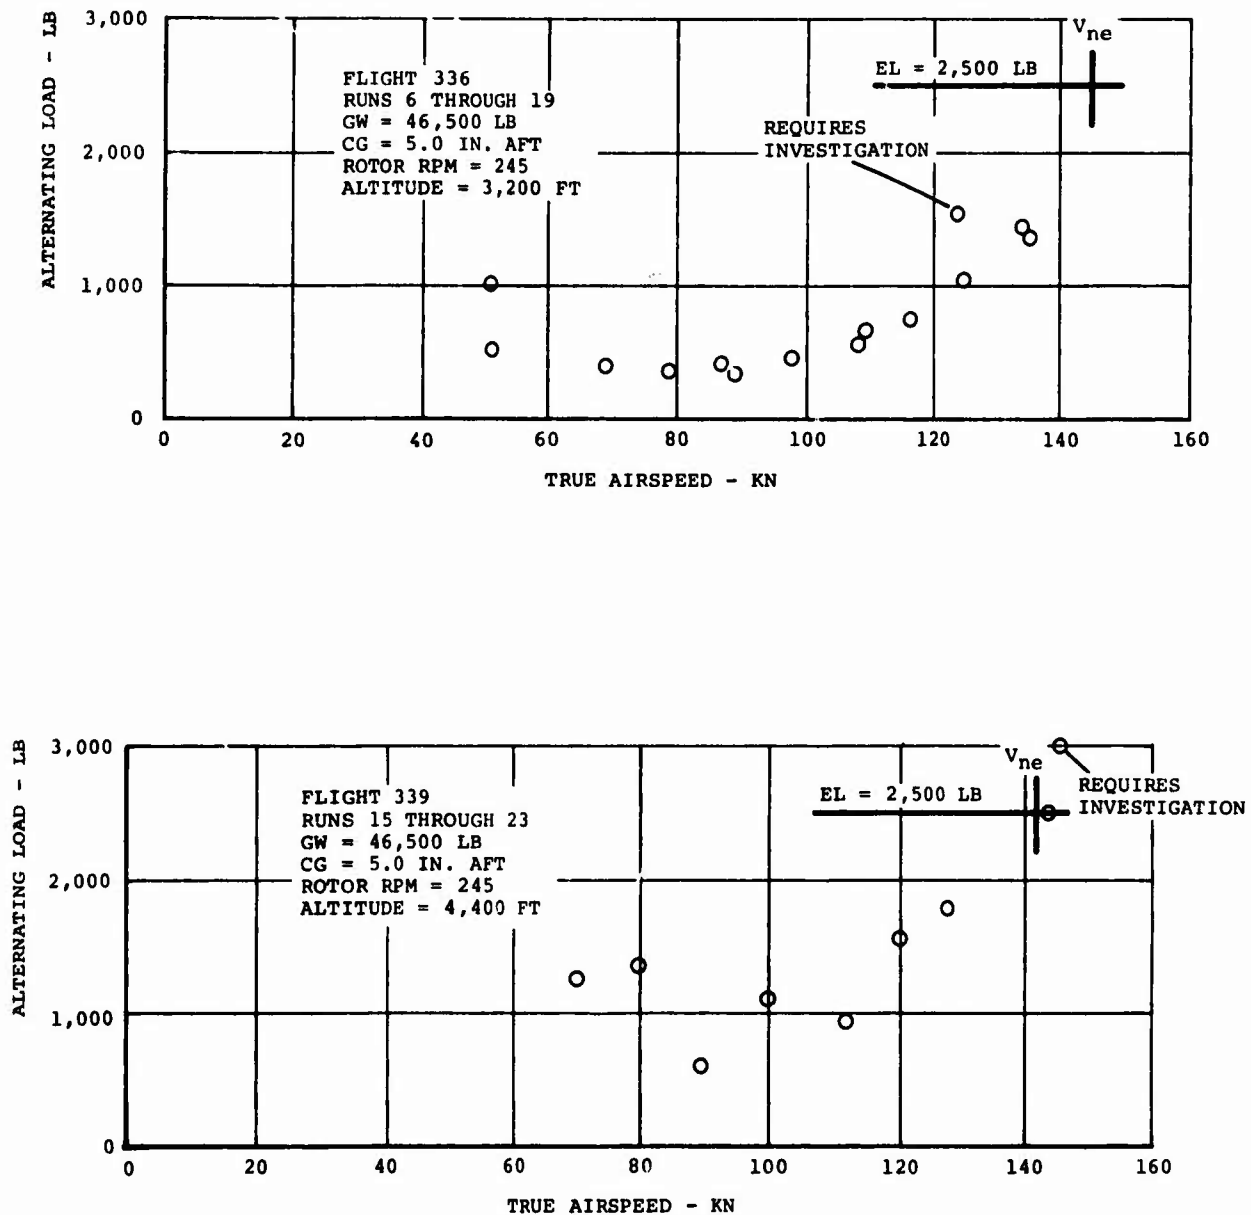 3,000
2,000
1,000
0
ALTERNATING LOAD - LB
FLIGHT 336
RUNS 6 THROUGH 19
GW = 46,500 LB
CG = 5.0 IN. AFT
ROTOR RPM = 245
ALTITUDE = 3,200 FT
Vne
EL = 2,500 LB
REQUIRES
INVESTIGATION
0 20 40 60 80 100 120 140 160
TRUE AIRSPEED - KN
3,000
2,000
1,000
0
ALTERNATING LOAD - LB
FLIGHT 339
RUNS 15 THROUGH 23
GW = 46,500 LB
CG = 5.0 IN. AFT
ROTOR RPM = 245
ALTITUDE = 4,400 FT
Vne
EL = 2,500 LB
REQUIRES
INVESTIGATION
0 20 40 60 80 100 120 140 160
TRUE AIRSPEED - KN